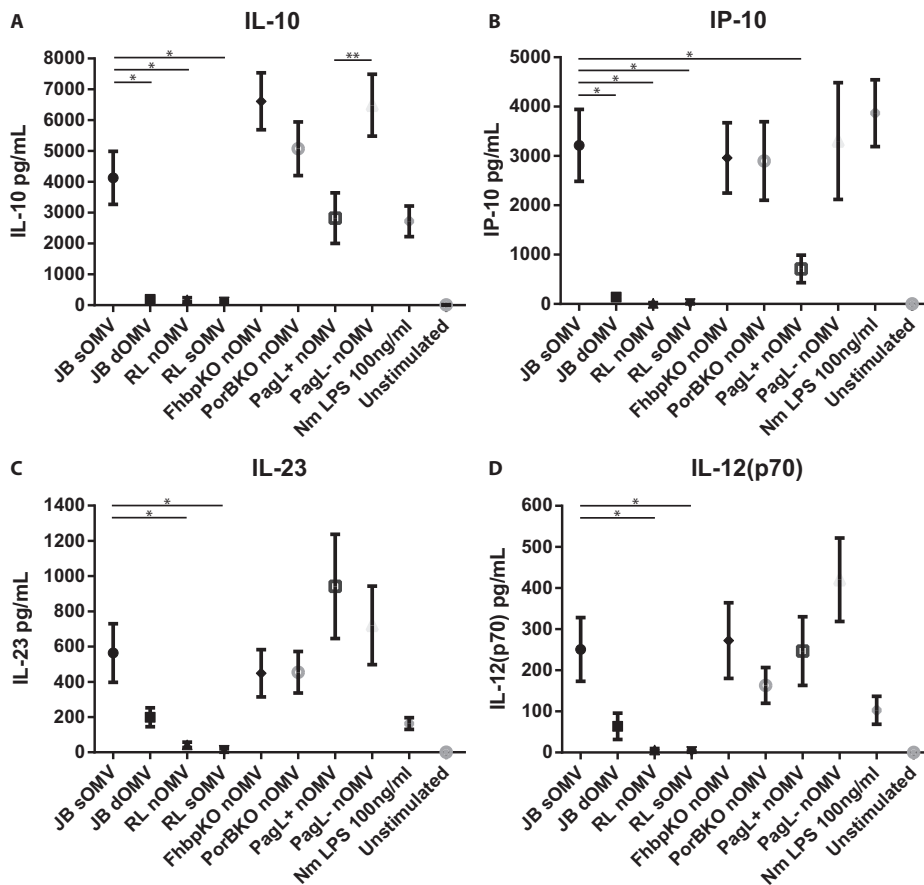 A
IL-10
IL-10 pg/mL
8000
7000
6000
5000
4000
3000
2000
1000
0
*
*
*
**
JB sOMV
JB dOMV
RL nOMV
RL sOMV
FhbpKO nOMV
PorBKO nOMV
PagL+ nOMV
PagL- nOMV
Nm LPS 100ng/ml
Unstimulated
B
IP-10
IP-10 pg/mL
5000
4000
3000
2000
1000
0
*
*
*
*
JB sOMV
JB dOMV
RL nOMV
RL sOMV
FhbpKO nOMV
PorBKO nOMV
PagL+ nOMV
PagL- nOMV
Nm LPS 100ng/ml
Unstimulated
C
IL-23
IL-23 pg/mL
1400
1200
1000
800
600
400
200
0
*
*
JB sOMV
JB dOMV
RL nOMV
RL sOMV
FhbpKO nOMV
PorBKO nOMV
PagL+ nOMV
PagL- nOMV
Nm LPS 100ng/ml
Unstimulated
D
IL-12(p70)
IL-12(p70) pg/mL
600
500
400
300
200
100
0
*
*
JB sOMV
JB dOMV
RL nOMV
RL sOMV
FhbpKO nOMV
PorBKO nOMV
PagL+ nOMV
PagL- nOMV
Nm LPS 100ng/ml
Unstimulated